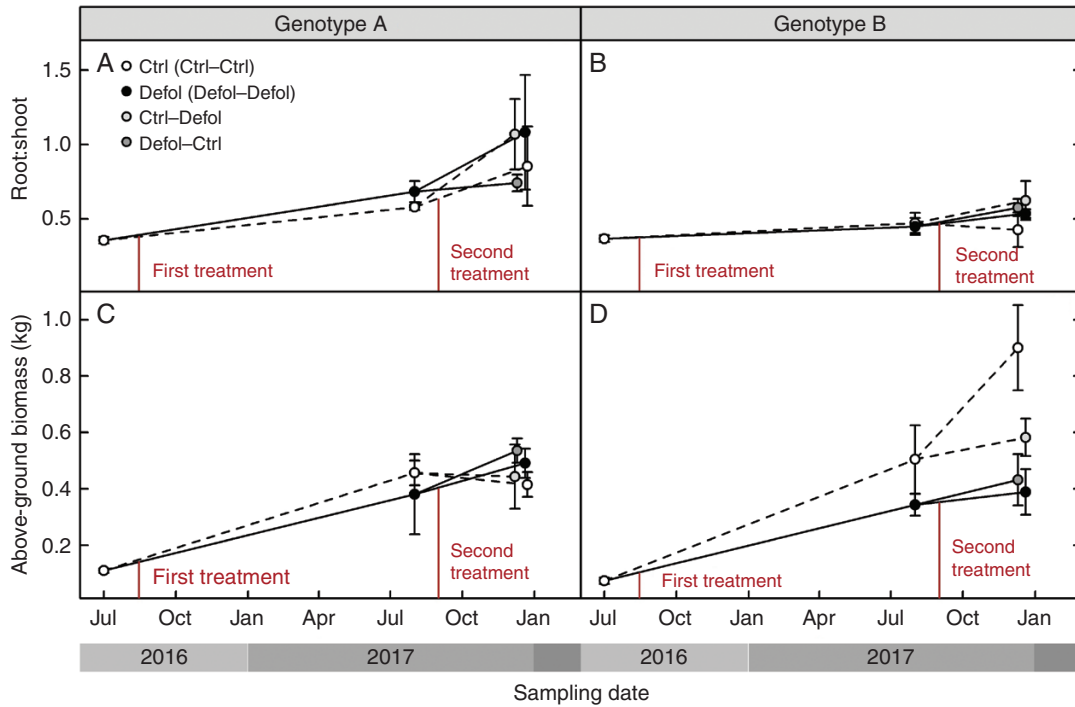 Genotype A
Genotype B
Root:shoot
1.5
1.0
0.5
A
Ctrl (Ctrl–Ctrl)
Defol (Defol–Defol)
Ctrl–Defol
Defol–Ctrl
First treatment
Second
treatment
B
First treatment
Second
treatment
Above-ground biomass (kg)
1.0
0.8
0.6
0.4
0.2
C
First treatment
Second
treatment
D
First treatment
Second
treatment
Jul Oct Jan Apr Jul Oct Jan
Jul Oct Jan Apr Jul Oct Jan
2016 2017
2016 2017
Sampling date